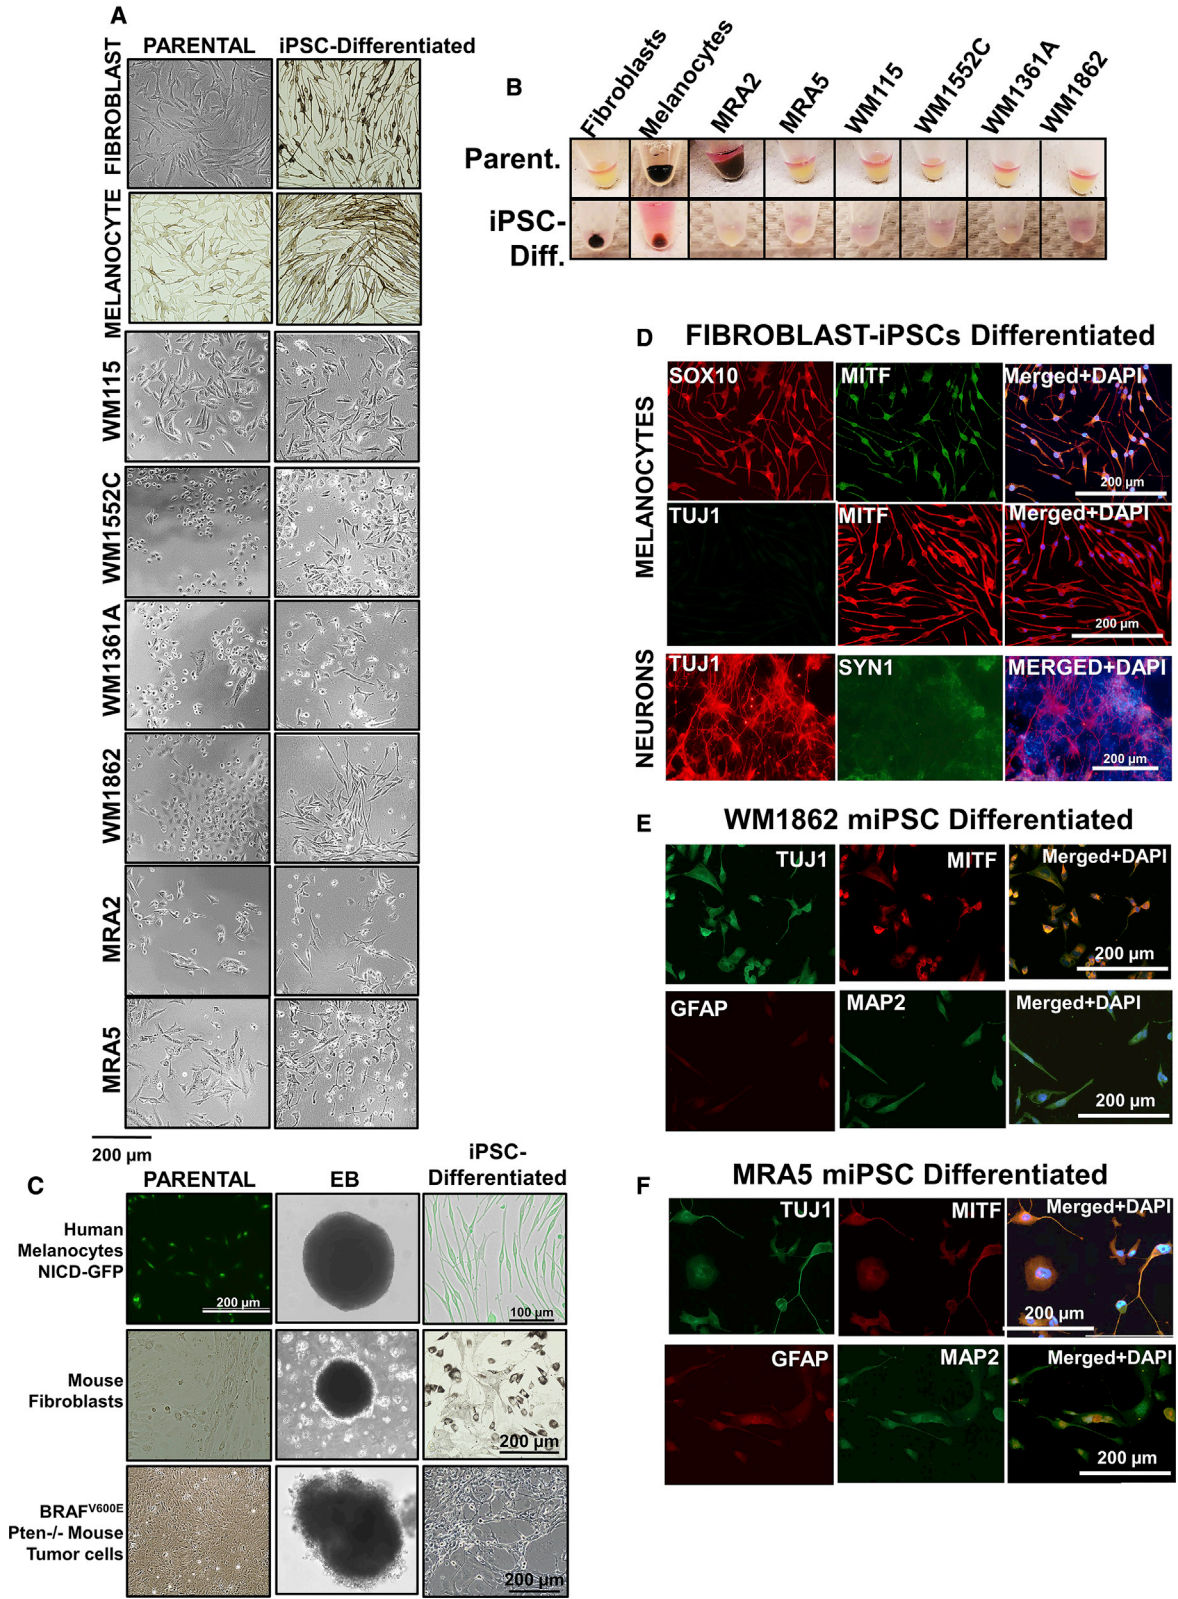 A
PARENTAL
iPSC-Differentiated
FIBROBLAST
MELANOCYTE
WM115
WM1552C
WM1361A
WM1862
MRA2
MRA5
200 µm
B
Fibroblasts
Melanocytes
MRA2
MRA5
WM115
WM1552C
WM1361A
WM1862
Parent.
iPSC-
Diff.
C
PARENTAL
EB
iPSC-
Differentiated
Human
Melanocytes
NICD-GFP
200 µm
100 µm
Mouse
Fibroblasts
200 µm
BRAFV600E
Pten-/- Mouse
Tumor cells
200 µm
D
FIBROBLAST-iPSCs Differentiated
MELANOCYTES
SOX10
MITF
Merged+DAPI
200 µm
TUJ1
MITF
Merged+DAPI
200 µm
NEURONS
TUJ1
SYN1
MERGED+DAPI
200 µm
E
WM1862 miPSC Differentiated
TUJ1
MITF
Merged+DAPI
200 µm
GFAP
MAP2
Merged+DAPI
200 µm
F
MRA5 miPSC Differentiated
TUJ1
MITF
Merged+DAPI
200 µm
GFAP
MAP2
Merged+DAPI
200 µm